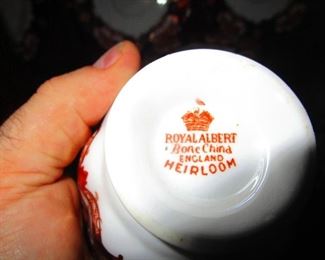 ROYAL ALBERT
Bone China
ENGLAND
HEIRLOOM